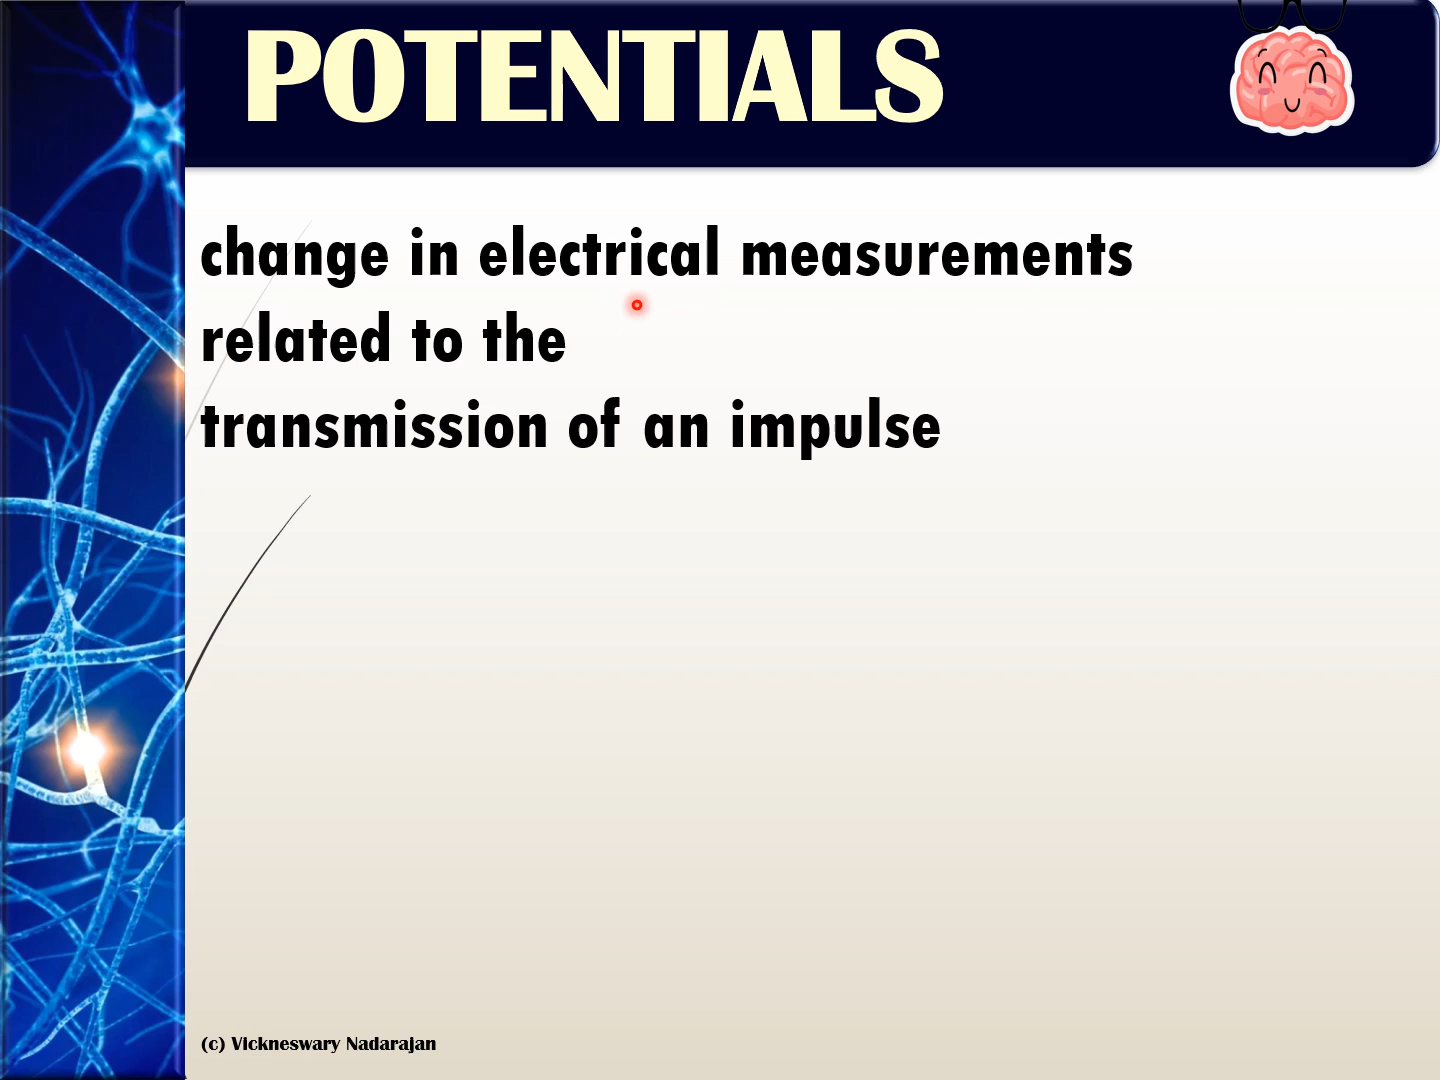 POTENTIALS
change in electrical measurements
related to the
transmission of an impulse
(c) Vickneswary Nadarajan